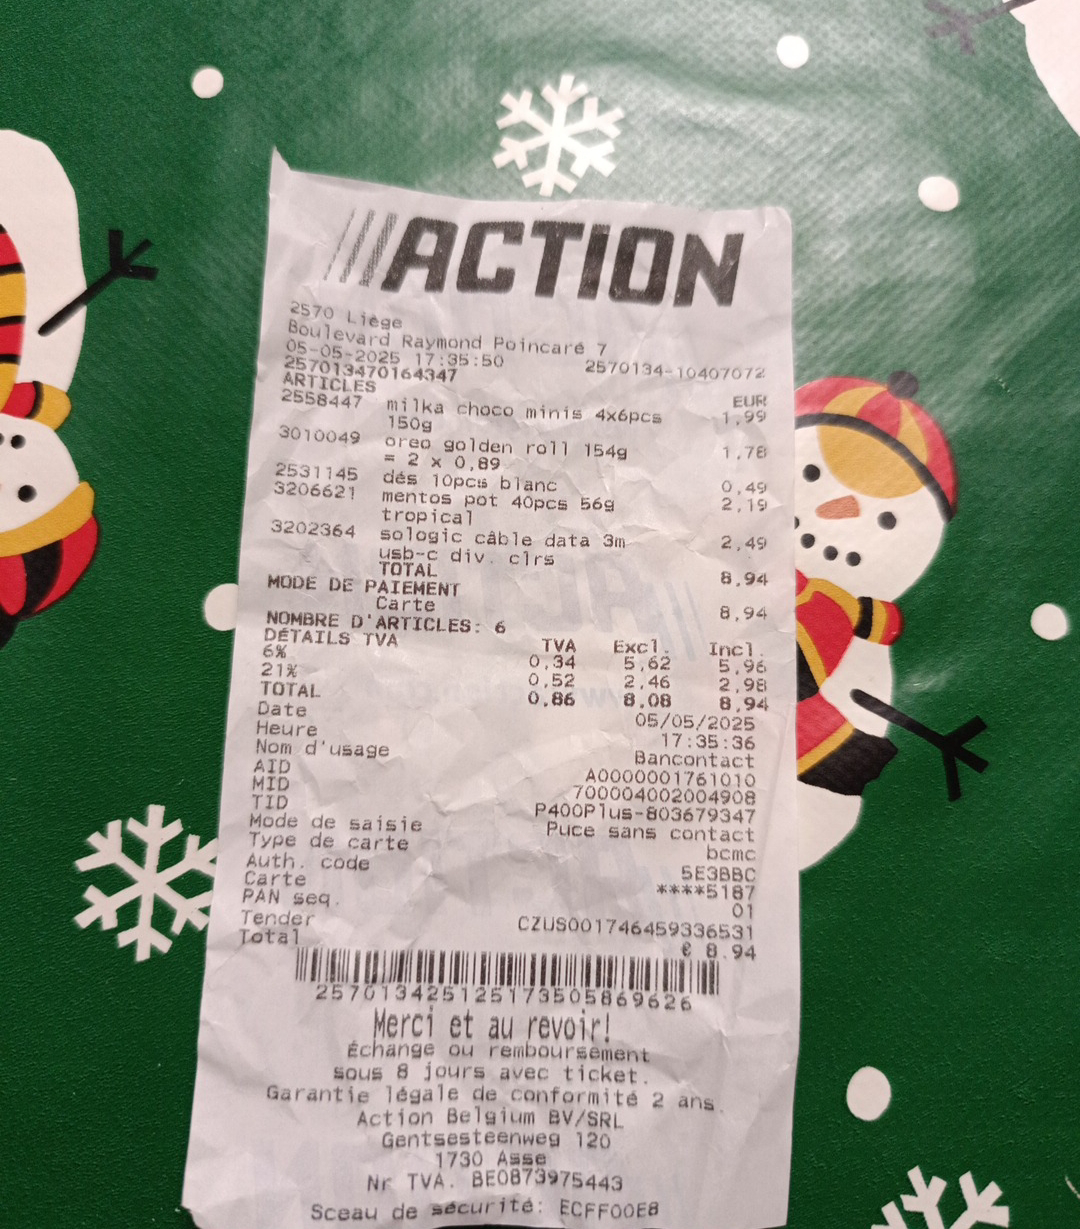 ACTION
2570 Liège
Boulevard Raymond Poincaré 7
05-05-2025 17:35:50 2570134-10407072
257013470164347
ARTICLES EUR
2558447 milka choco minis 4x6pcs 1,99
150g
3010049 oreo golden roll 154g 1,78
= 2 x 0,89
2531145 dés 10pcs blanc 0,49
3206621 mentos pot 40pcs 56g 2,19
tropical
3202364 sologic câble data 3m 2,49
usb-c div. clrs
TOTAL 8,94
MODE DE PAIEMENT
Carte 8,94
NOMBRE D'ARTICLES: 6
DÉTAILS TVA TVA Excl. Incl.
6% 0,34 5,62 5,96
21% 0,52 2,46 2,98
TOTAL 0,86 8,08 8,94
Date 05/05/2025
Heure 17:35:36
Nom d'usage Bancontact
AID A0000001761010
MID 700004002004908
TID P400Plus-803679347
Mode de saisie Puce sans contact
Type de carte bcmc
Auth. code 5E3BBC
Carte ****5187
PAN seq. 01
Tender CZUS001746459336531
Total € 8.94
257013425125173505869626
Merci et au revoir!
Échange ou remboursement
sous 8 jours avec ticket.
Garantie légale de conformité 2 ans.
Action Belgium BV/SRL
Gentsesteenweg 120
1730 Asse
Nr TVA. BE0873975443
Sceau de sécurité: ECFF00E8